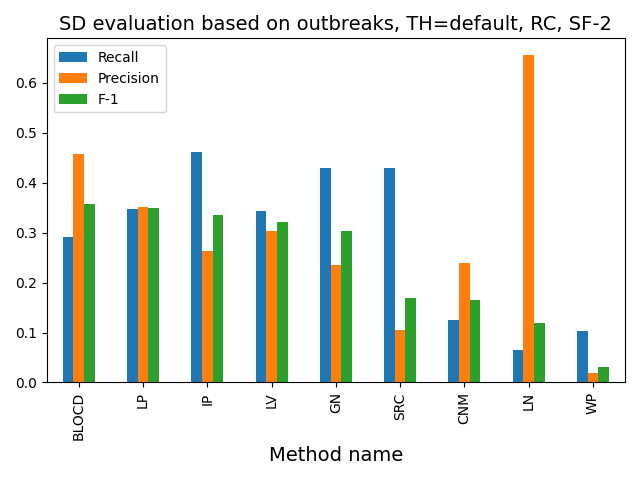 SD evaluation based on outbreaks, TH=default, RC, SF-2
Recall
Precision
F-1
0.6
0.5
0.4
0.3
0.2
0.1
0.0
BLOCD
LP
IP
LV
GN
SRC
CNM
LN
WP
Method name